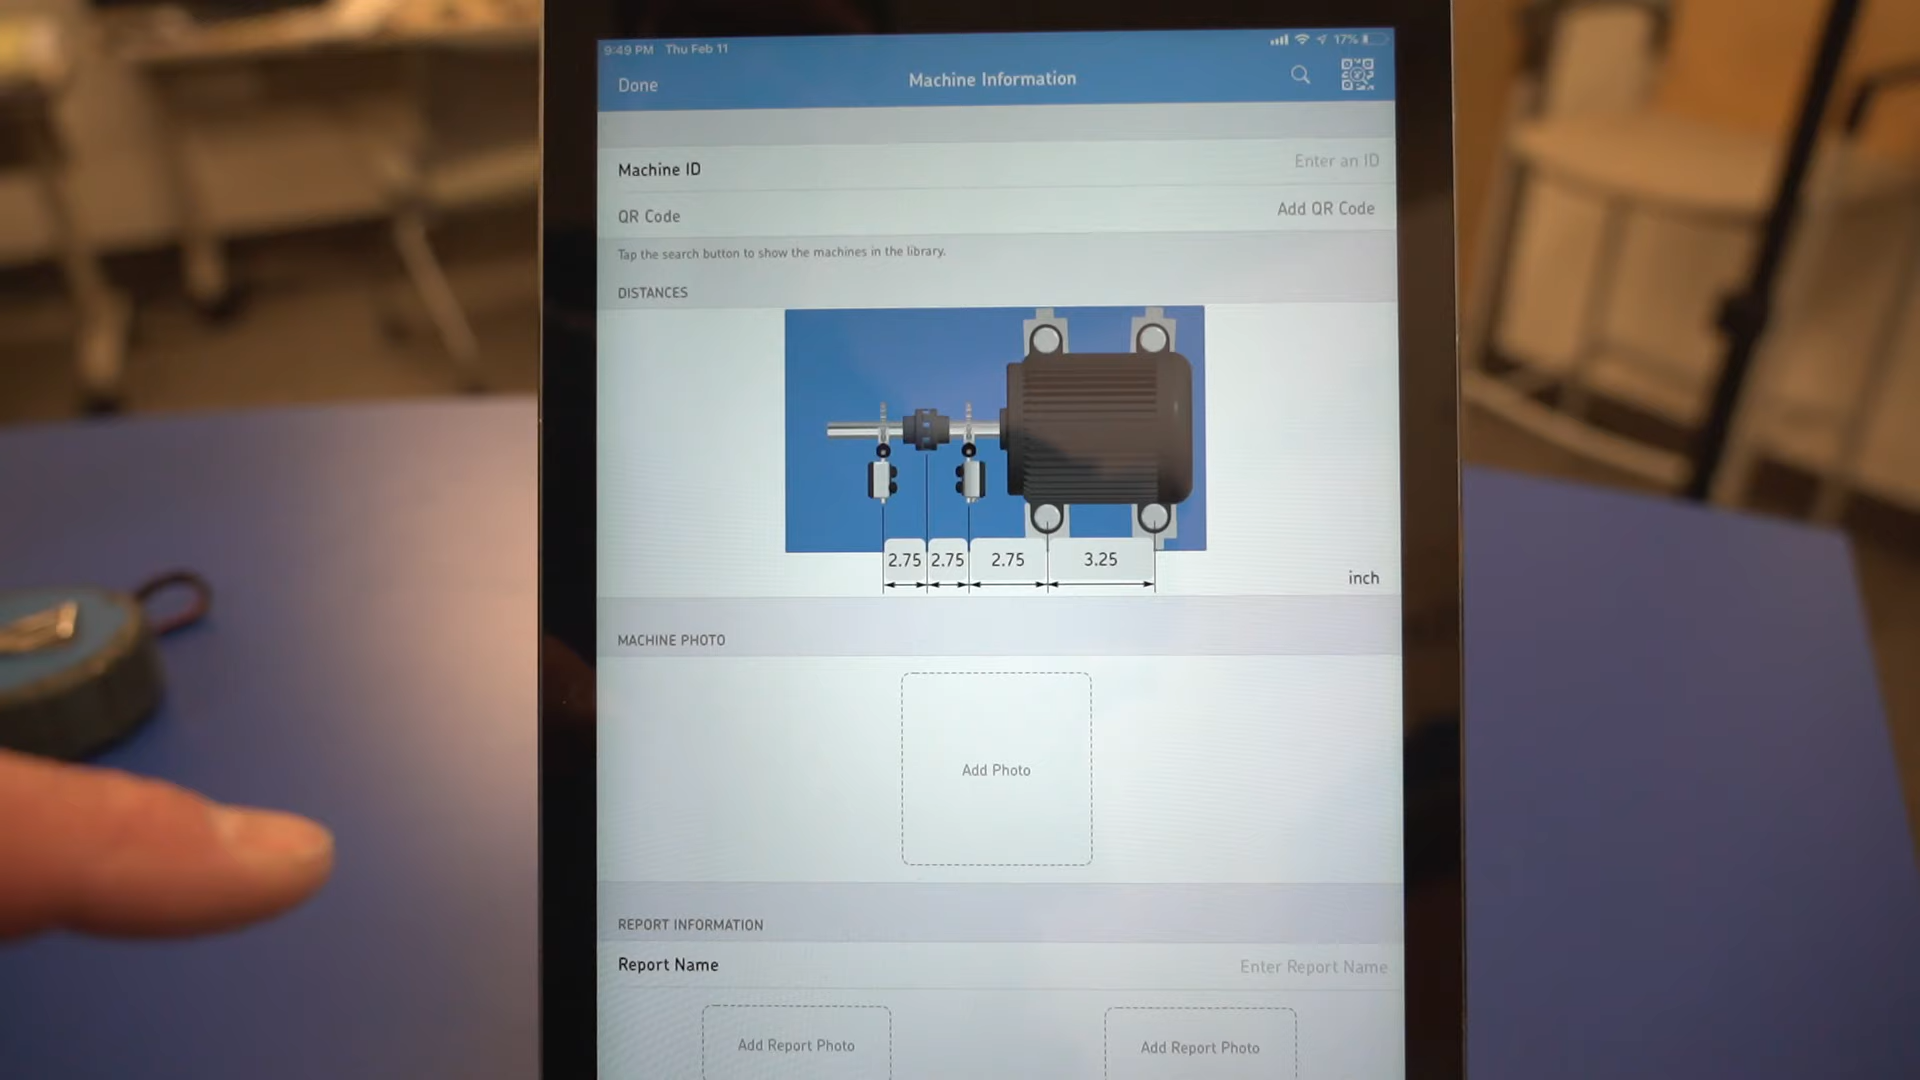 9:49 PM Thu Feb 11 17%
Done Machine Information
Machine ID Enter an ID
QR Code Add QR Code
Tap the search button to show the machines in the library.
DISTANCES
2.75 2.75 2.75 3.25
inch
MACHINE PHOTO
Add Photo
REPORT INFORMATION
Report Name Enter Report Name
Add Report Photo Add Report Photo